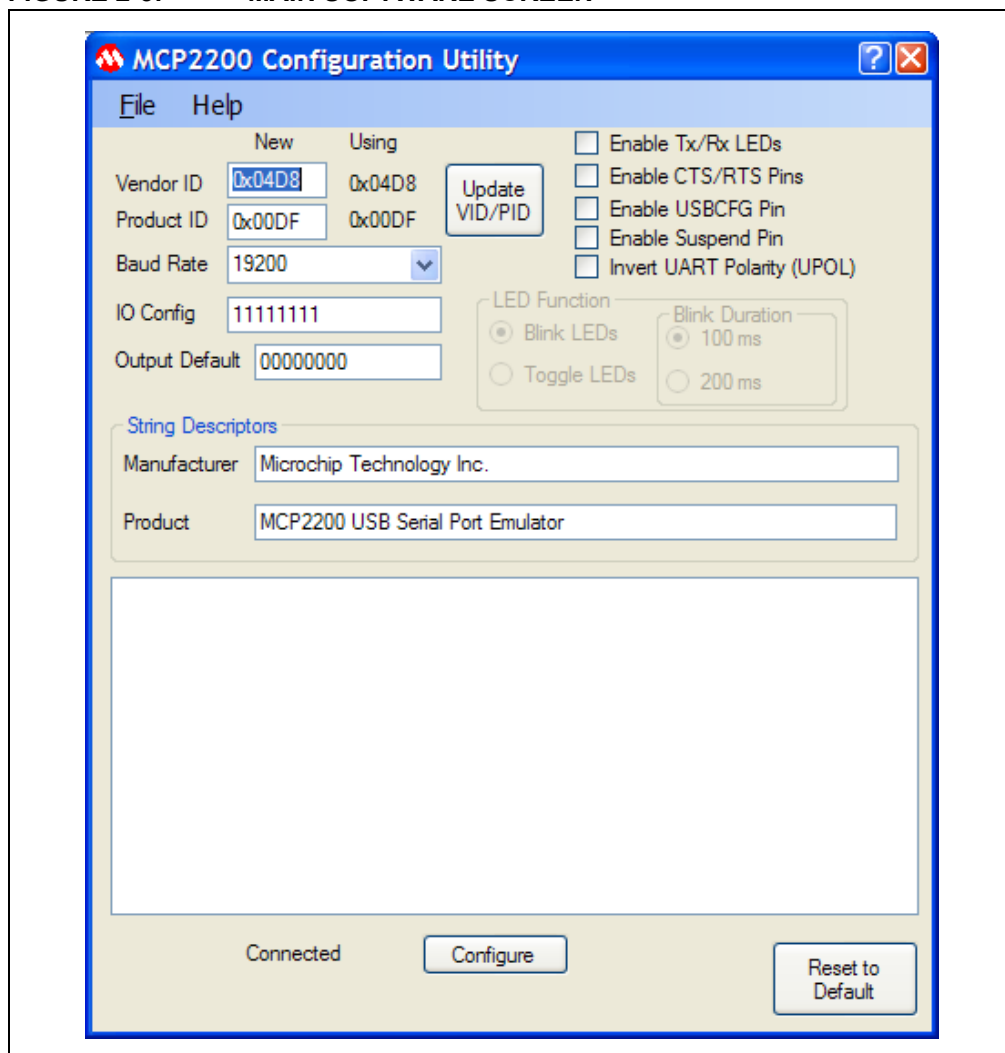 MCP2200 Configuration Utility
File Help
New Using
Vendor ID 0x04D8 0x04D8
Product ID 0x00DF 0x00DF
Update
VID/PID
Baud Rate 19200
IO Config 11111111
Output Default 00000000
Enable Tx/Rx LEDs
Enable CTS/RTS Pins
Enable USBCFG Pin
Enable Suspend Pin
Invert UART Polarity (UPOL)
LED Function
Blink LEDs
Toggle LEDs
Blink Duration
100 ms
200 ms
String Descriptors
Manufacturer Microchip Technology Inc.
Product MCP2200 USB Serial Port Emulator
Connected Configure
Reset to
Default